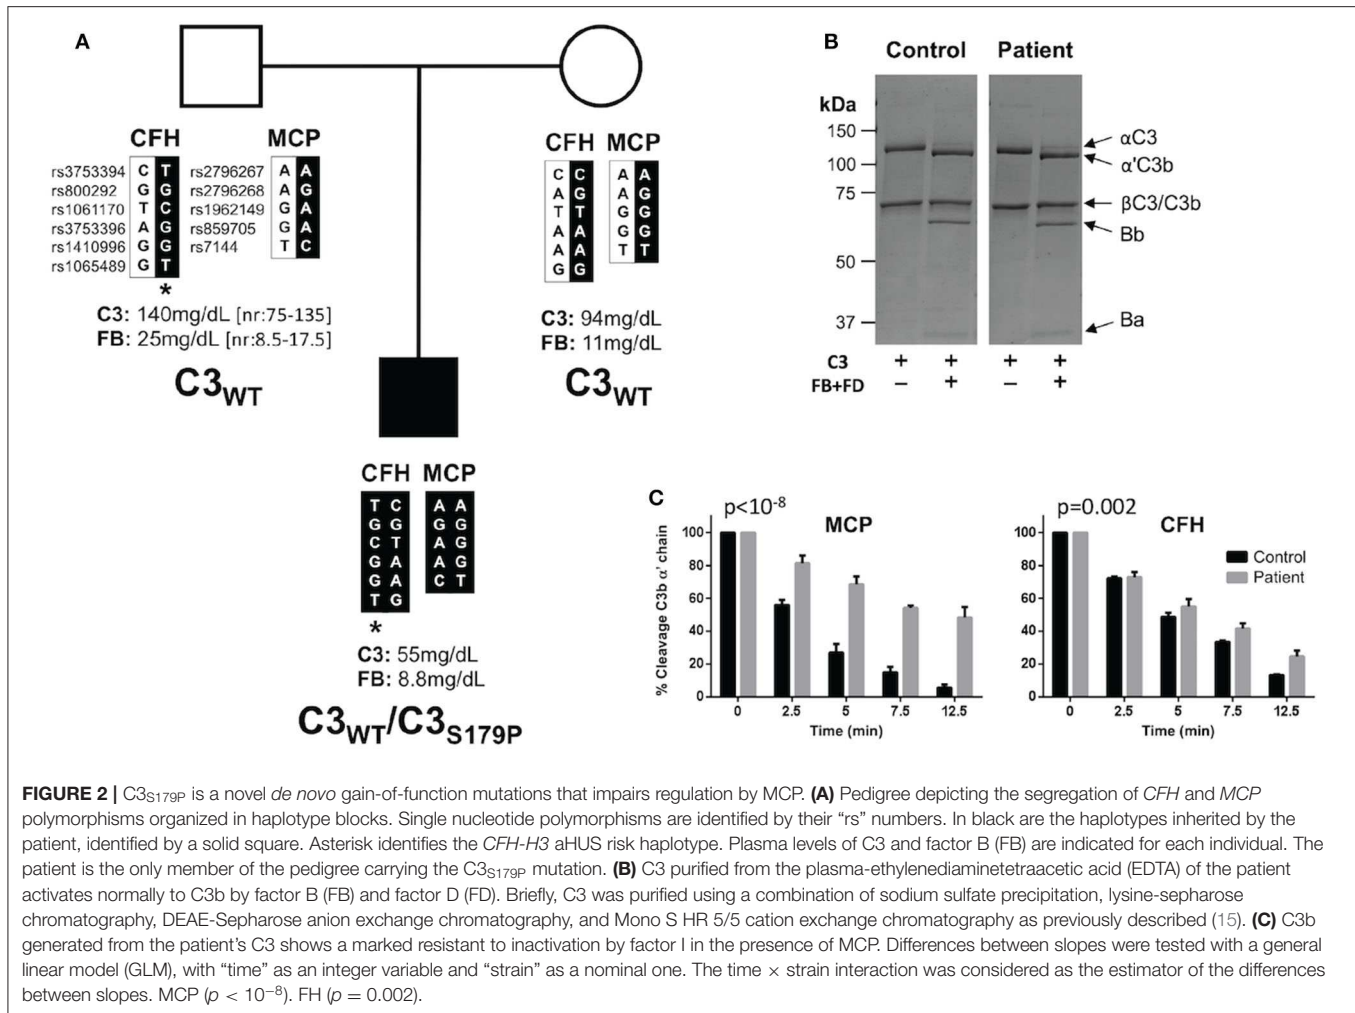 A
CFH MCP
rs3753394 C T rs2796267 A A
rs800292 G G rs2796268 A G
rs1061170 T C rs1962149 G A
rs3753396 A G rs859705 G A
rs1410996 G G rs7144 T C
rs1065489 G T
*
C3: 140mg/dL [nr:75-135]
FB: 25mg/dL [nr:8.5-17.5]
C3WT
CFH MCP
C C A A
A G A G
T T G G
A A G G
A A T T
G G
C3: 94mg/dL
FB: 11mg/dL
C3WT
CFH MCP
T C A A
G G G G
C T A G
G A A G
G A C T
T G
*
C3: 55mg/dL
FB: 8.8mg/dL
C3WT/C3S179P
B
Control Patient
kDa
150
100
75
50
37
αC3
α'C3b
βC3/C3b
Bb
Ba
C3 + + + +
FB+FD – + – +
C
p<10-8
MCP
% Cleavage C3b α' chain
100
80
60
40
20
0
0 2.5 5 7.5 12.5
Time (min)
p=0.002
CFH
Control
Patient
100
80
60
40
20
0
0 2.5 5 7.5 12.5
Time (min)
FIGURE 2 | C3S179P is a novel de novo gain-of-function mutations that impairs regulation by MCP. (A) Pedigree depicting the segregation of CFH and MCP
polymorphisms organized in haplotype blocks. Single nucleotide polymorphisms are identified by their “rs” numbers. In black are the haplotypes inherited by the
patient, identified by a solid square. Asterisk identifies the CFH-H3 aHUS risk haplotype. Plasma levels of C3 and factor B (FB) are indicated for each individual. The
patient is the only member of the pedigree carrying the C3S179P mutation. (B) C3 purified from the plasma-ethylenediaminetetraacetic acid (EDTA) of the patient
activates normally to C3b by factor B (FB) and factor D (FD). Briefly, C3 was purified using a combination of sodium sulfate precipitation, lysine-sepharose
chromatography, DEAE-Sepharose anion exchange chromatography, and Mono S HR 5/5 cation exchange chromatography as previously described (15). (C) C3b
generated from the patient’s C3 shows a marked resistant to inactivation by factor I in the presence of MCP. Differences between slopes were tested with a general
linear model (GLM), with “time” as an integer variable and “strain” as a nominal one. The time × strain interaction was considered as the estimator of the differences
between slopes. MCP (p < 10−8). FH (p = 0.002).